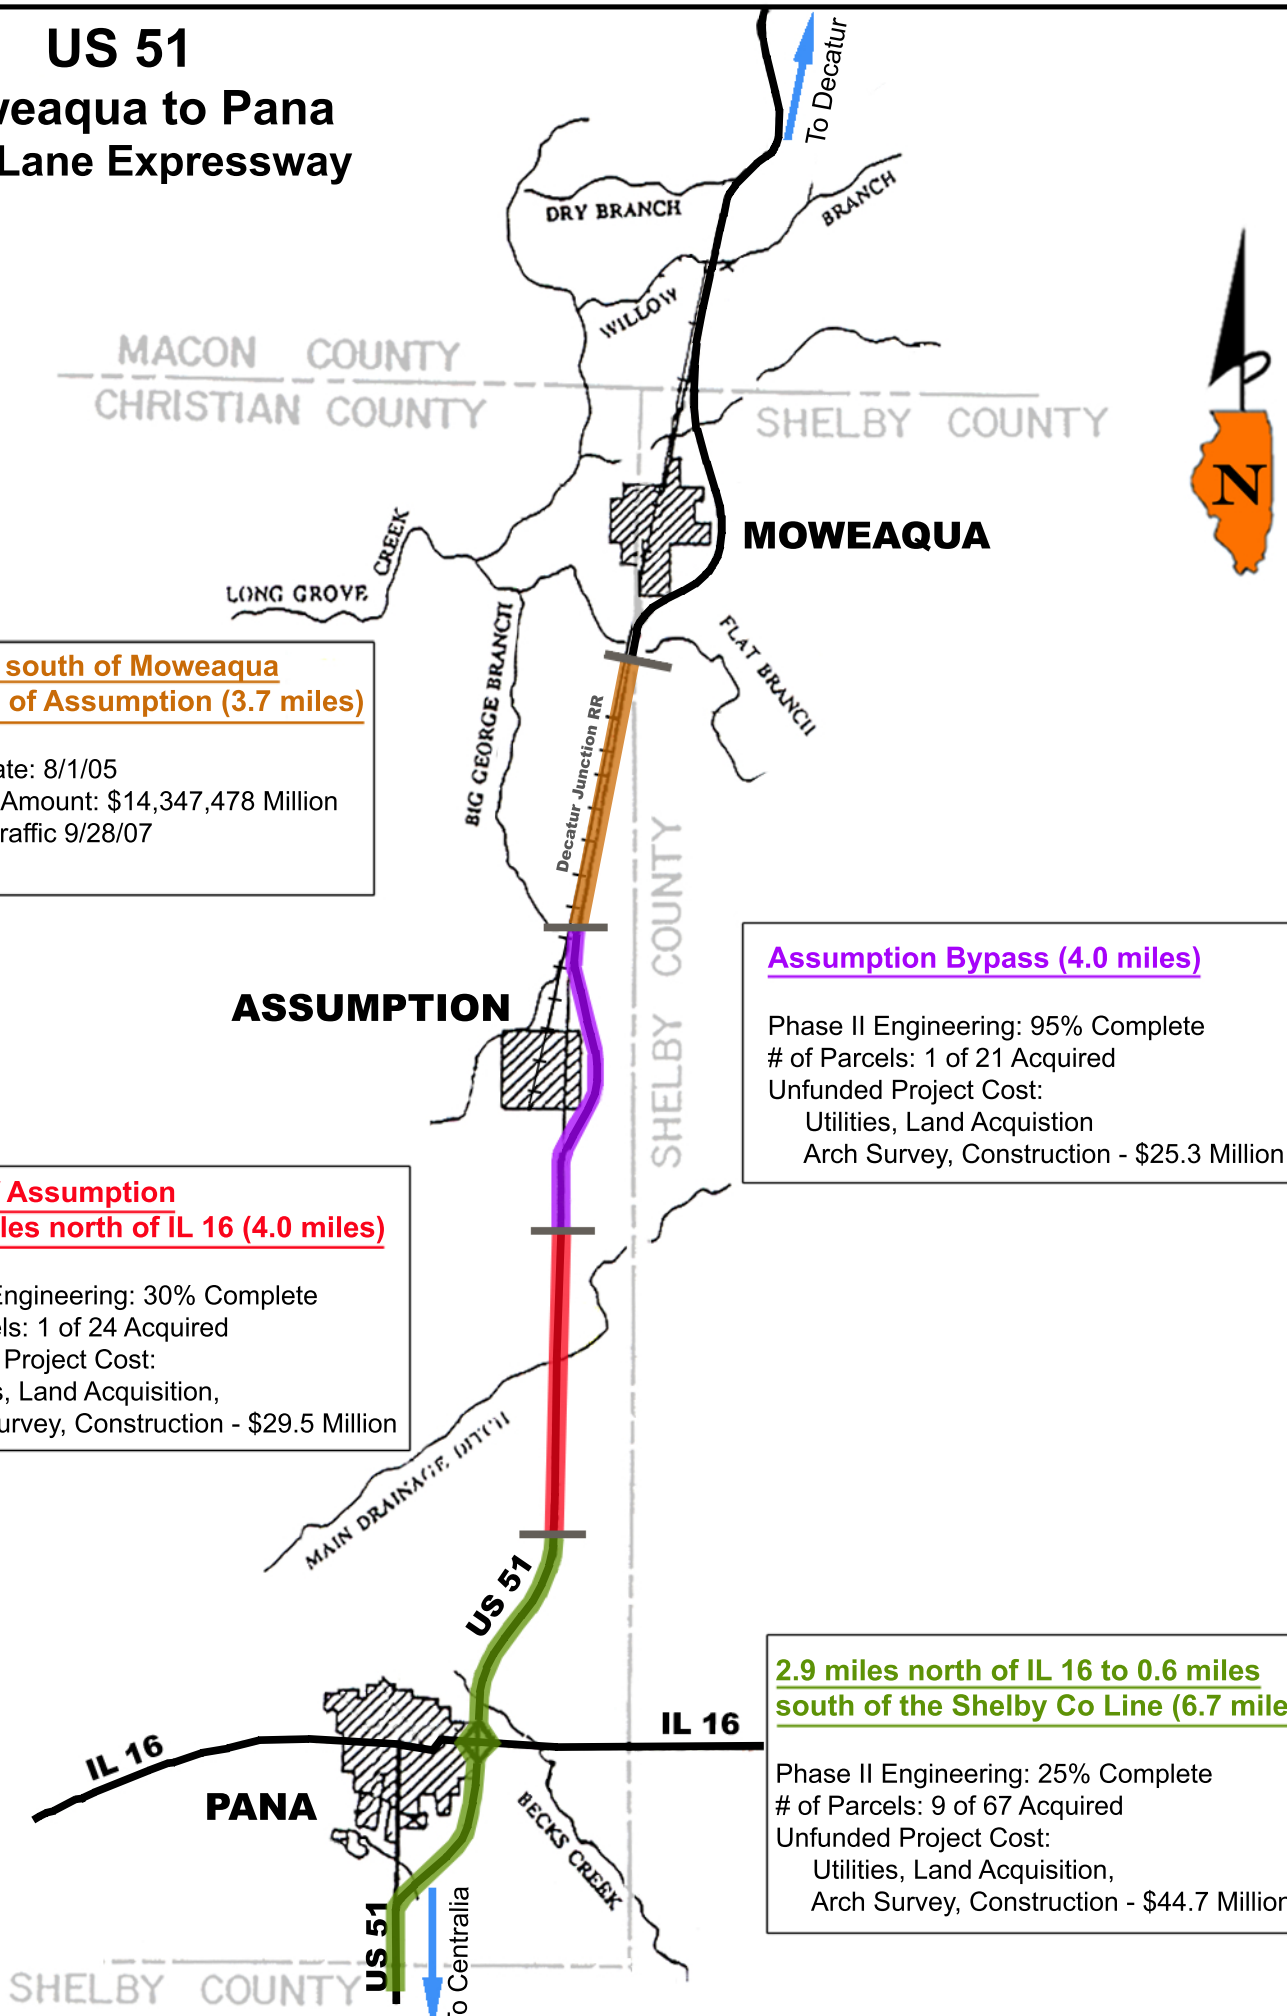 US 51
veaqua to Pana
Lane Expressway
To Decatur
DRY BRANCH
BRANCH
WILLOW
MACON COUNTY
CHRISTIAN COUNTY
SHELBY COUNTY
N
MOWEAQUA
LONG GROVE CREEK
BIG GEORGE BRANCH
FLAT BRANCH
south of Moweaqua
of Assumption (3.7 miles)
ate: 8/1/05
Amount: $14,347,478 Million
raffic 9/28/07
Decatur Junction RR
SHELBY COUNTY
ASSUMPTION
Assumption Bypass (4.0 miles)
Phase II Engineering: 95% Complete
# of Parcels: 1 of 21 Acquired
Unfunded Project Cost:
Utilities, Land Acquistion
Arch Survey, Construction - $25.3 Million
Assumption
les north of IL 16 (4.0 miles)
Engineering: 30% Complete
els: 1 of 24 Acquired
Project Cost:
s, Land Acquisition,
urvey, Construction - $29.5 Million
MAIN DRAINAGE DITCH
US 51
IL 16
IL 16
PANA
BECKS CREEK
2.9 miles north of IL 16 to 0.6 miles
south of the Shelby Co Line (6.7 mile
Phase II Engineering: 25% Complete
# of Parcels: 9 of 67 Acquired
Unfunded Project Cost:
Utilities, Land Acquisition,
Arch Survey, Construction - $44.7 Million
US 51
o Centralia
SHELBY COUNTY